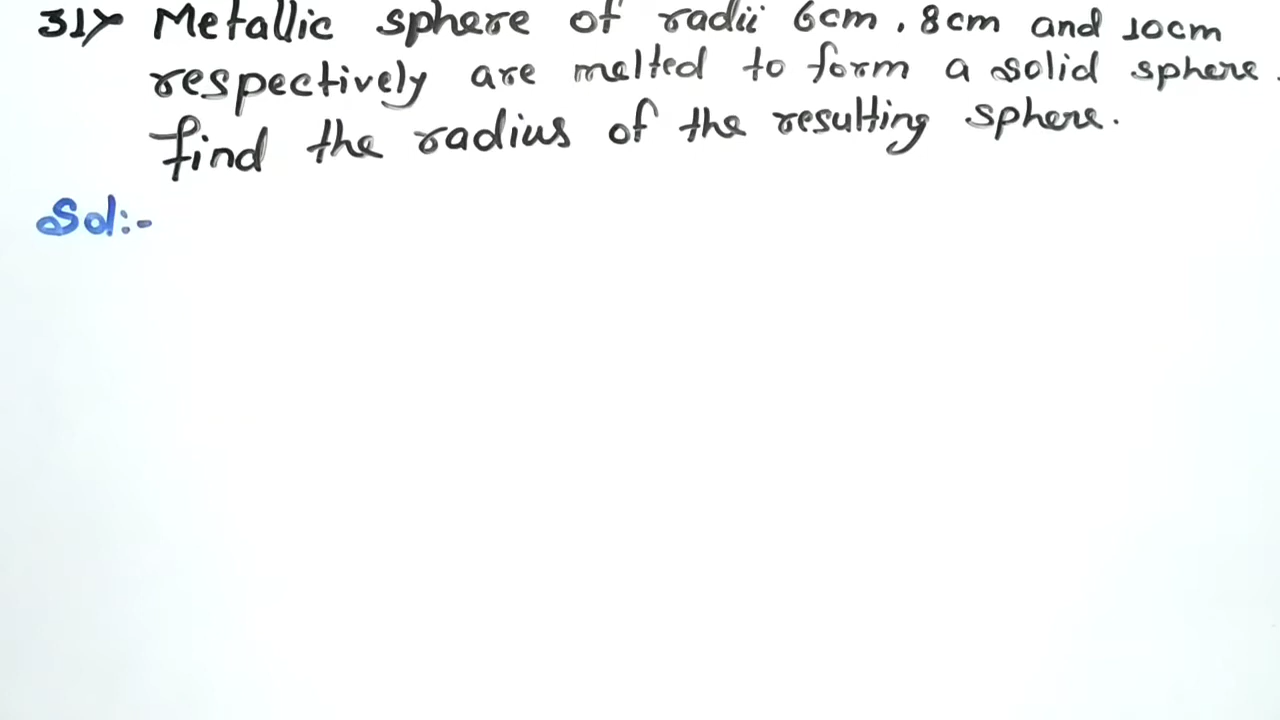 31> Metallic sphere of radii 6cm, 8cm and 10cm
respectively are melted to form a solid sphere.
find the radius of the resulting sphere.
Sol:-